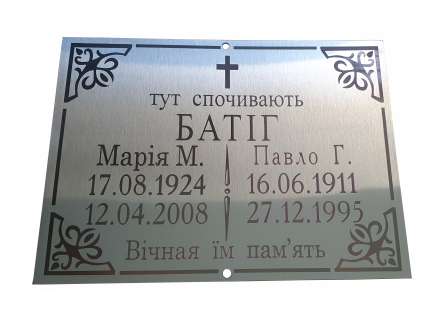 тут спочивають
БАТІГ
Марія М. Павло Г.
17.08.1924 16.06.1911
12.04.2008 27.12.1995
Вічная їм пам'ять